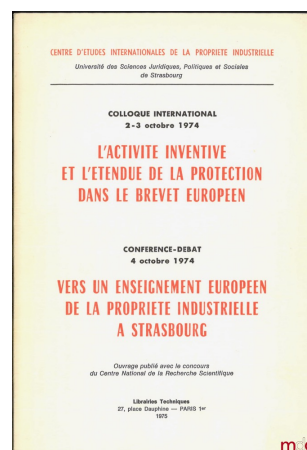 CENTRE D'ETUDES INTERNATIONALES DE LA PROPRIETE INDUSTRIELLE
Université des Sciences Juridiques, Politiques et Sociales
de Strasbourg
COLLOQUE INTERNATIONAL
2-3 octobre 1974
L'ACTIVITE INVENTIVE
ET L'ETENDUE DE LA PROTECTION
DANS LE BREVET EUROPEEN
CONFERENCE-DEBAT
4 octobre 1974
VERS UN ENSEIGNEMENT EUROPEEN
DE LA PROPRIETE INDUSTRIELLE
A STRASBOURG
Ouvrage publié avec le concours
du Centre National de la Recherche Scientifique
Librairies Techniques
27, place Dauphine — PARIS 1er
1975